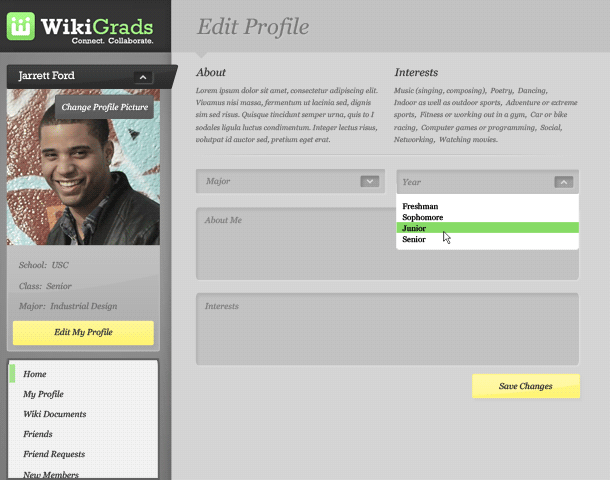 WikiGrads
Connect. Collaborate.
Edit Profile
Jarrett Ford
Change Profile Picture
School: USC
Class: Senior
Major: Industrial Design
Edit My Profile
Home
My Profile
Wiki Documents
Friends
Friend Requests
New Members
About
Lorem ipsum dolor sit amet, consectetur adipiscing elit.
Vivamus nisi massa, fermentum ut lacinia sed, dignis
sim sed risus. Quisque tincidunt semper urna, quis to I
sodales ligula luctus condimentum. Integer lectus risus,
volutpat id auctor sed, pretium eget erat.
Interests
Music (singing, composing), Poetry, Dancing,
Indoor as well as outdoor sports, Adventure or extreme
sports, Fitness or working out in a gym, Car or bike
racing, Computer games or programming, Social,
Networking, Watching movies.
Major
Year
Freshman
Sophomore
Junior
Senior
About Me
Interests
Save Changes